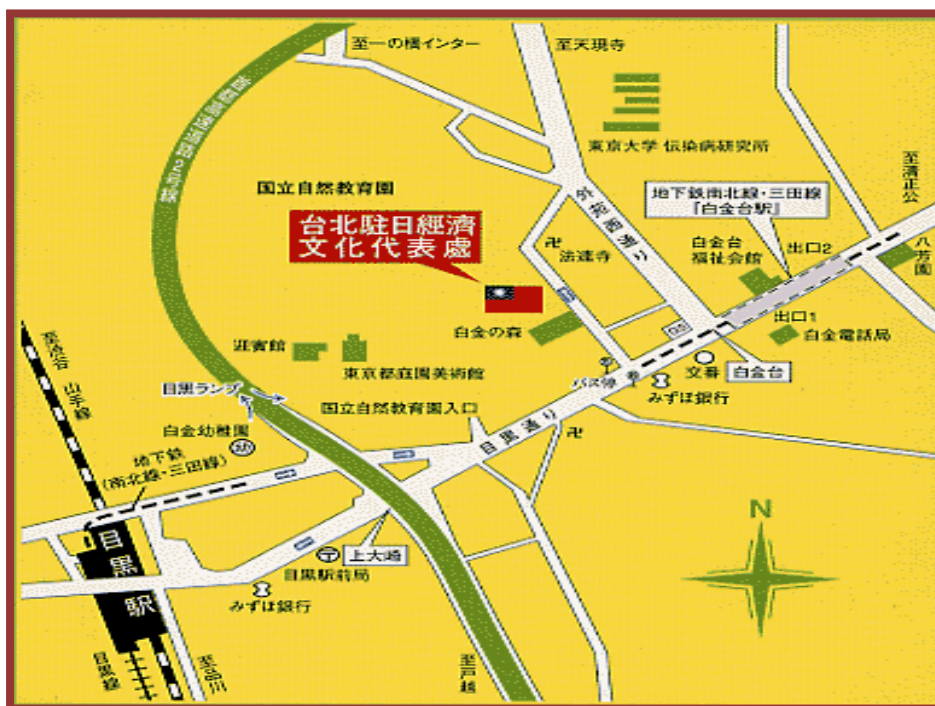 至一の橋インター
至天現寺
東京大学 伝染病研究所
首都高速道路2号線
国立自然教育園
台北駐日經濟
文化代表處
外苑西通り
地下鉄南北線・三田線
「白金台駅」
至清正公
卍
法連寺
白金台
福祉会館
出口2
八芳園
白金の森
出口1
白金電話局
至渋谷
山手線
迎賓館
東京都庭園美術館
バス停
交番
白金台
みずほ銀行
目黒ランプ
国立自然教育園入口
目黒通り
卍
白金幼稚園
幼
地下鉄
(南北線・三田線)
N
目黒駅
上大崎
目黒駅前局
みずほ銀行
目黒線
至品川
至戸越